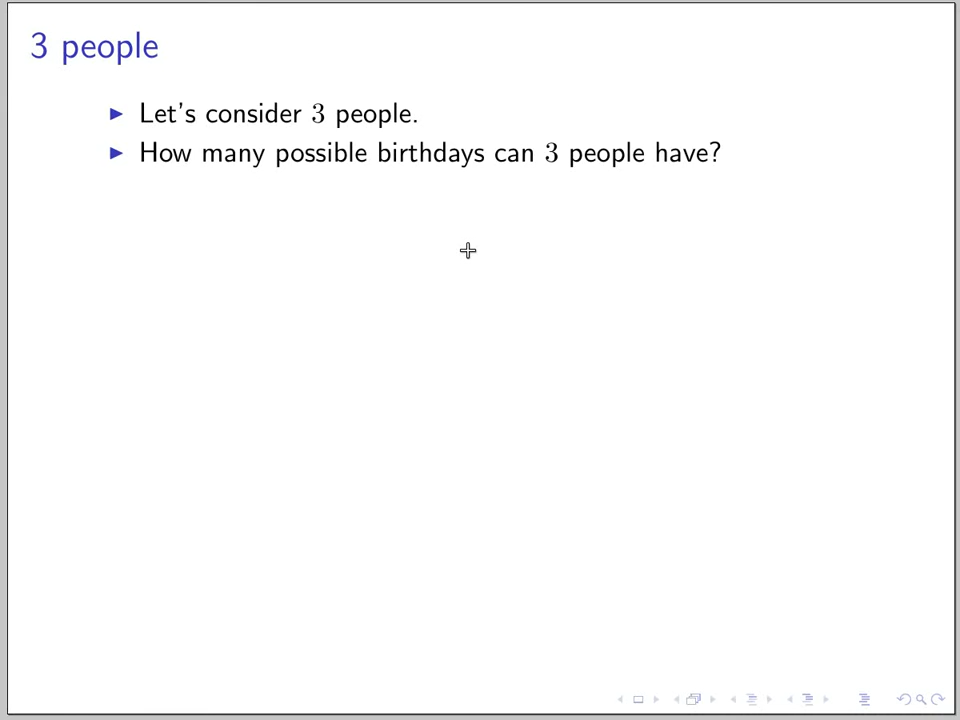 3 people
Let's consider 3 people.
How many possible birthdays can 3 people have?